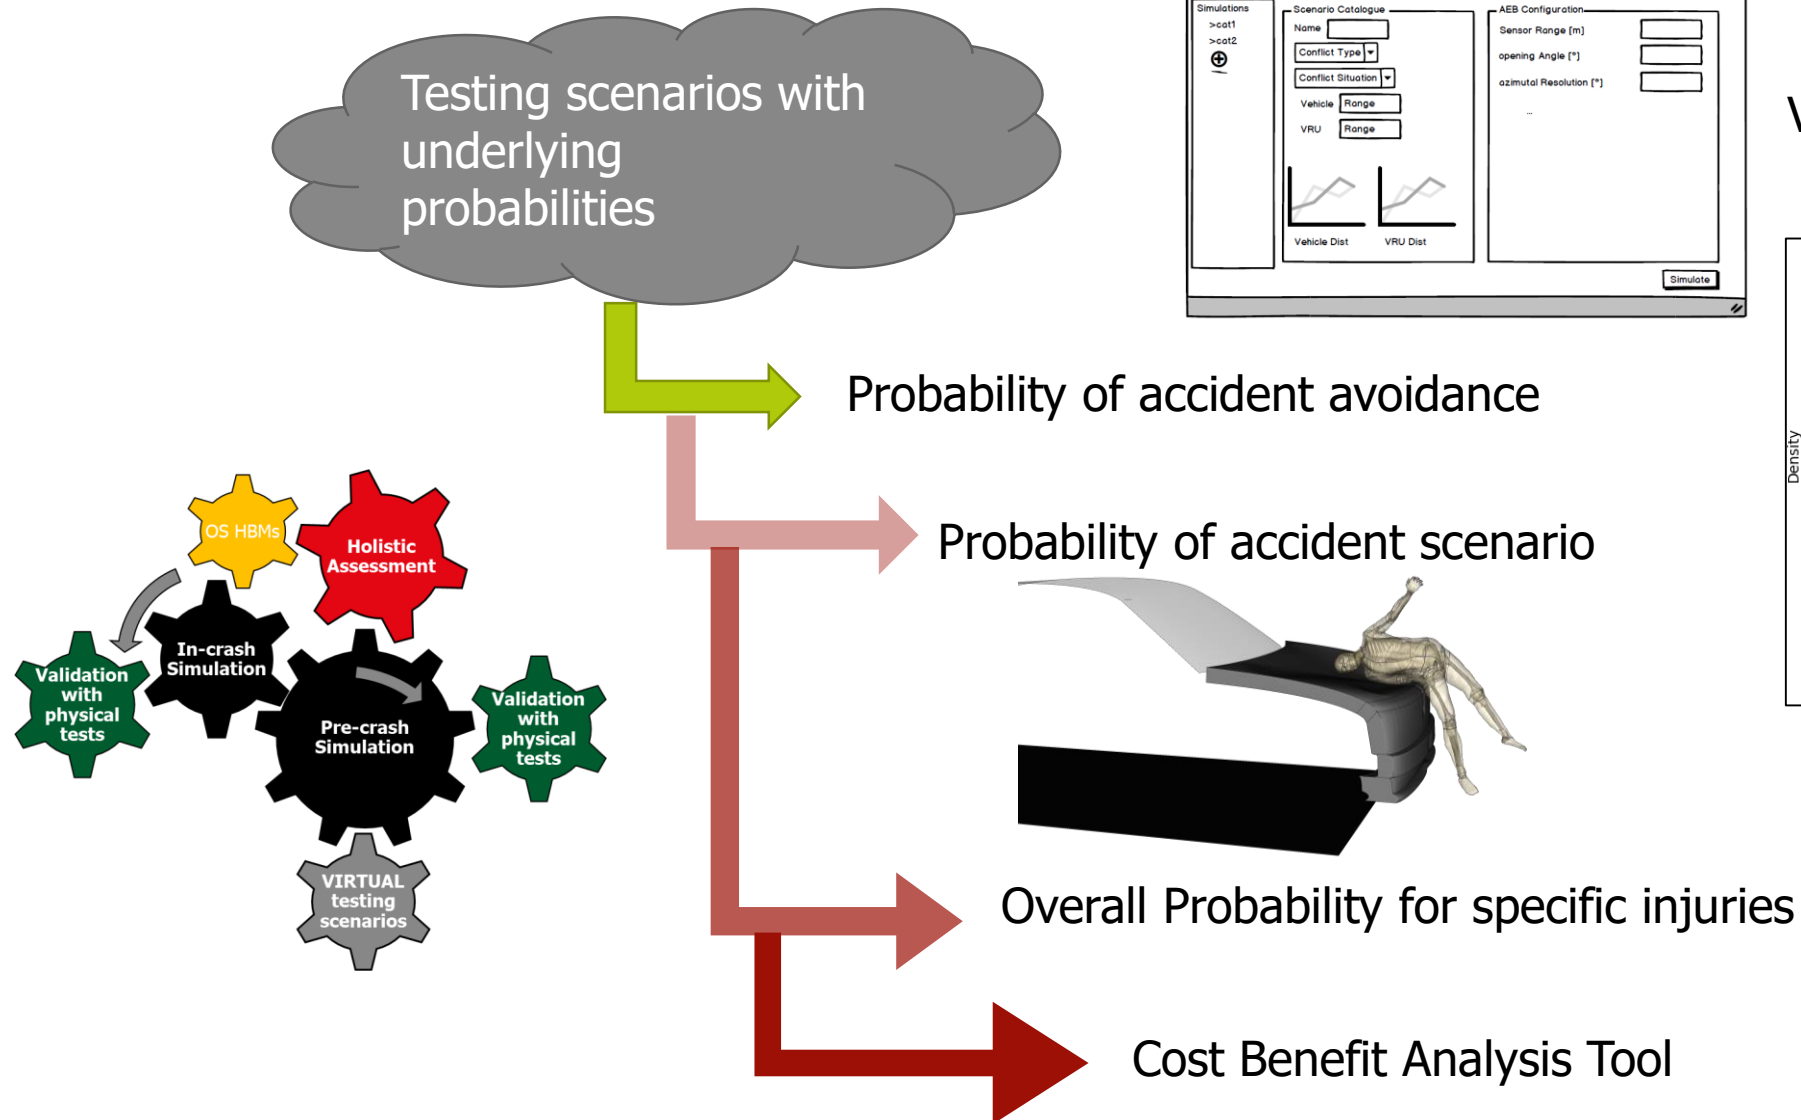 Testing scenarios with
underlying
probabilities
Simulations
>cat1
>cat2
Scenario Catalogue
Name
Conflict Type
Conflict Situation
Vehicle Range
VRU Range
Vehicle Dist
VRU Dist
AEB Configuration
Sensor Range [m]
opening Angle [°]
azimutal Resolution [°]
...
Simulate
V
Density
Probability of accident avoidance
Probability of accident scenario
Overall Probability for specific injuries
Cost Benefit Analysis Tool
OS HBMs
Holistic
Assessment
In-crash
Simulation
Validation
with
physical
tests
Pre-crash
Simulation
Validation
with
physical
tests
VIRTUAL
testing
scenarios